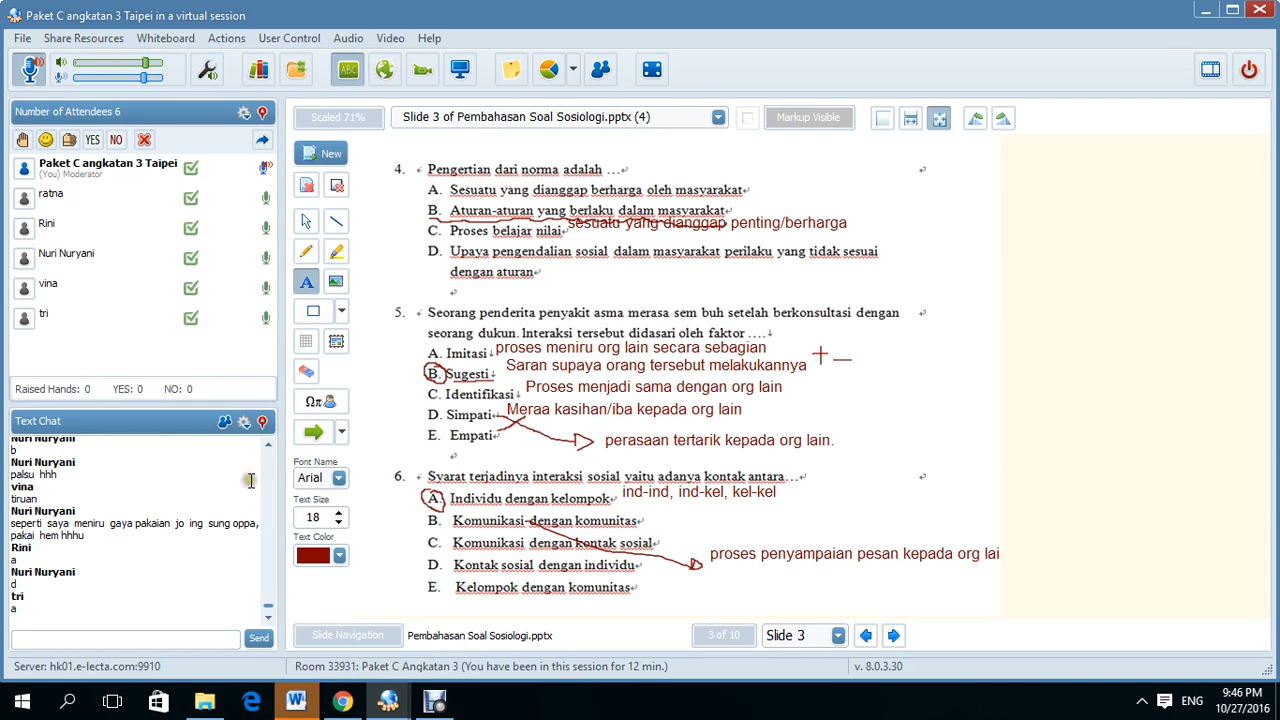 Paket C angkatan 3 Taipei in a virtual session
File Share Resources Whiteboard Actions User Control Audio Video Help
Number of Attendees 6
YES NO
Paket C angkatan 3 Taipei
(You) Moderator
ratna
Rini
Nuri Nuryani
vina
tri
Raised Hands: 0 YES: 0 NO: 0
Text Chat
Nuri Nuryani
b
Nuri Nuryani
palsu hhh
vina
tiruan
Nuri Nuryani
seperti saya meniru gaya pakaian jo ing sung oppa,
pakai hem hhhu
Rini
a
Nuri Nuryani
d
tri
a
Send
Scaled 71%
Slide 3 of Pembahasan Soal Sosiologi.pptx (4)
Markup Visible
New
ABC
A
Ωπ
Font Name
Arial
Text Size
18
Text Color
4. Pengertian dari norma adalah …
A. Sesuatu yang dianggap berharga oleh masyarakat
B. Aturan-aturan yang berlaku dalam masyarakat
sesuatu yang dianggap penting/berharga
C. Proses belajar nilai
D. Upaya pengendalian sosial dalam masyarakat perilaku yang tidak sesuai
dengan aturan
5. Seorang penderita penyakit asma merasa sem buh setelah berkonsultasi dengan
seorang dukun. Interaksi tersebut didasari oleh faktor ….
A. Imitasi proses meniru org lain secara sebagian
+ –
B. Sugesti Saran supaya orang tersebut melakukannya
C. Identifikasi Proses menjadi sama dengan org lain
D. Simpati Meraa kasihan/iba kepada org lain
E. Empati perasaan tertarik kepada org lain.
6. Syarat terjadinya interaksi sosial yaitu adanya kontak antara…
A. Individu dengan kelompok ind-ind, ind-kel, kel-kel
B. Komunikasi dengan komunitas
C. Komunikasi dengan kontak sosial
proses penyampaian pesan kepada org lai
D. Kontak sosial dengan individu
E. Kelompok dengan komunitas
Slide Navigation Pembahasan Soal Sosiologi.pptx 3 of 10 Slide 3
Server: hk01.e-lecta.com:9910 Room 33931: Paket C Angkatan 3 (You have been in this session for 12 min.) v. 8.0.3.30
ENG
9:46 PM
10/27/2016